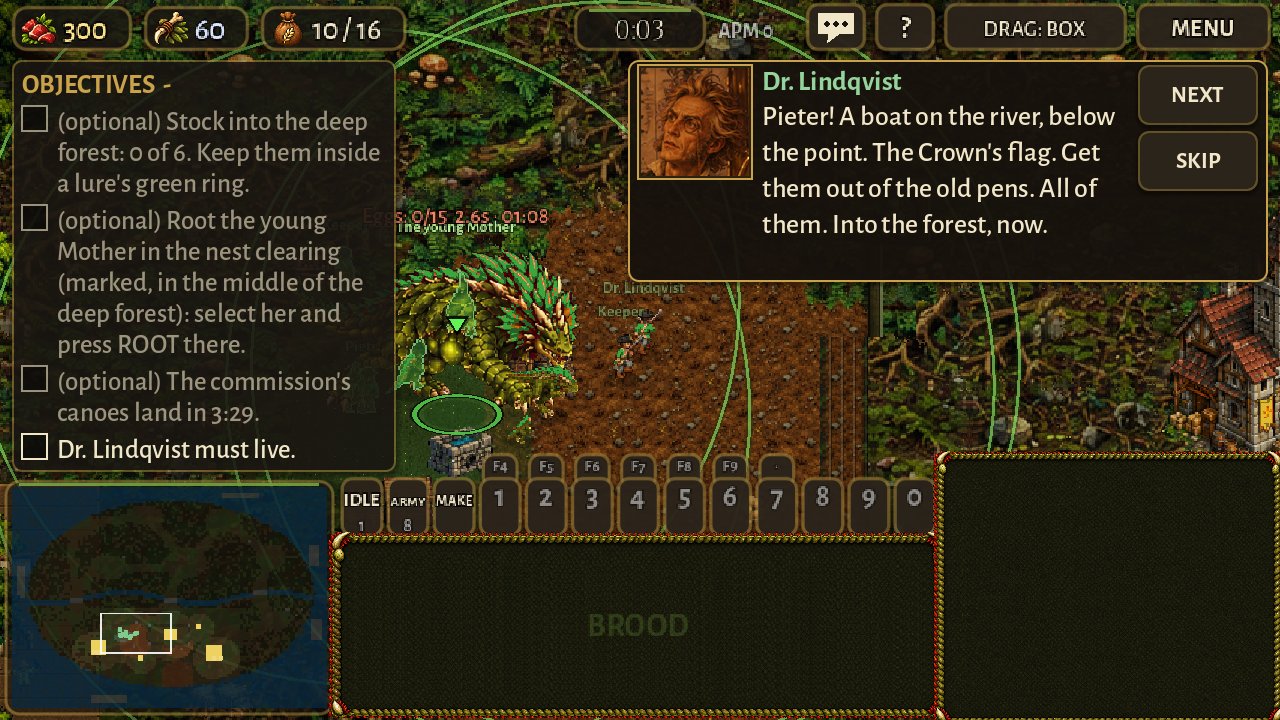 300
60
10 / 16
0:03
APM 0
?
DRAG: BOX
MENU
OBJECTIVES -
(optional) Stock into the deep
forest: 0 of 6. Keep them inside
a lure's green ring.
(optional) Root the young
Mother in the nest clearing
(marked, in the middle of the
deep forest): select her and
press ROOT there.
(optional) The commission's
canoes land in 3:29.
Dr. Lindqvist must live.
Dr. Lindqvist
Pieter! A boat on the river, below
the point. The Crown's flag. Get
them out of the old pens. All of
them. Into the forest, now.
NEXT
SKIP
Eggs: 0/15 2.6s 01:08
The young Mother
Dr. Lindqvist
Keeper
F4 F5 F6 F7 F8 F9
IDLE 1
ARMY 8
MAKE
1 2 3 4 5 6 7 8 9 0
BROOD